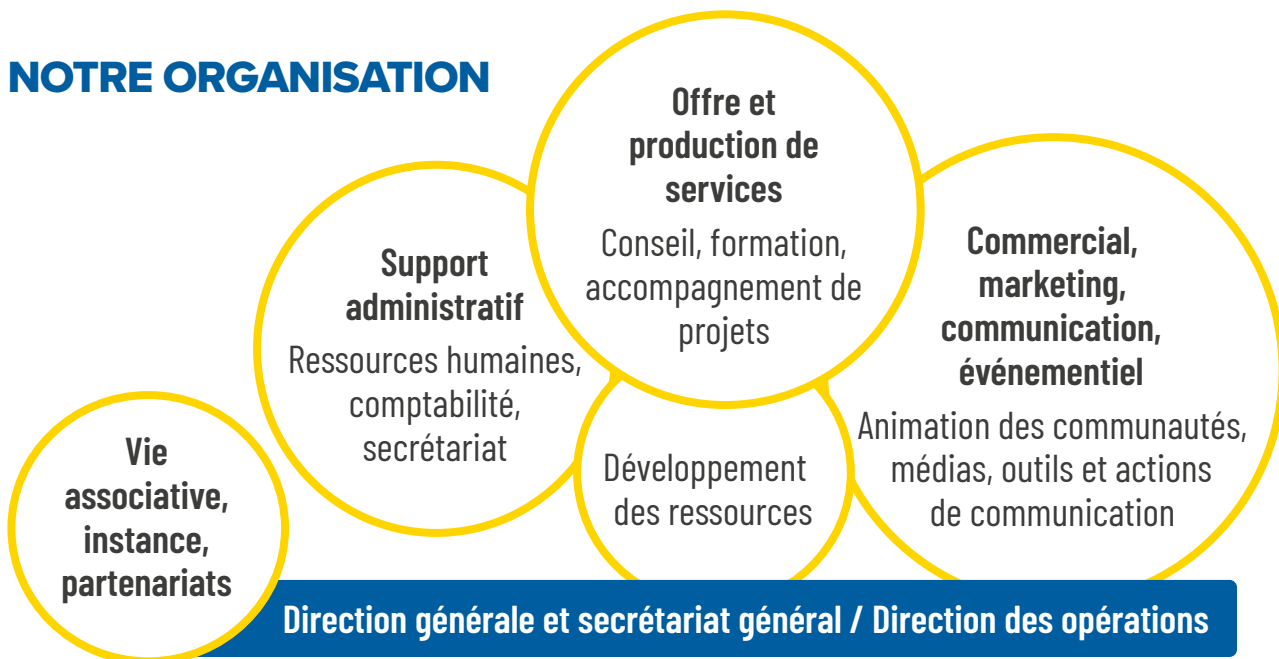 NOTRE ORGANISATION
Offre et
production de
services
Conseil, formation,
accompagnement de
projets
Support
administratif
Ressources humaines,
comptabilité,
secrétariat
Commercial,
marketing,
communication,
événementiel
Animation des communautés,
médias, outils et actions
de communication
Développement
des ressources
Vie
associative,
instance,
partenariats
Direction générale et secrétariat général / Direction des opérations